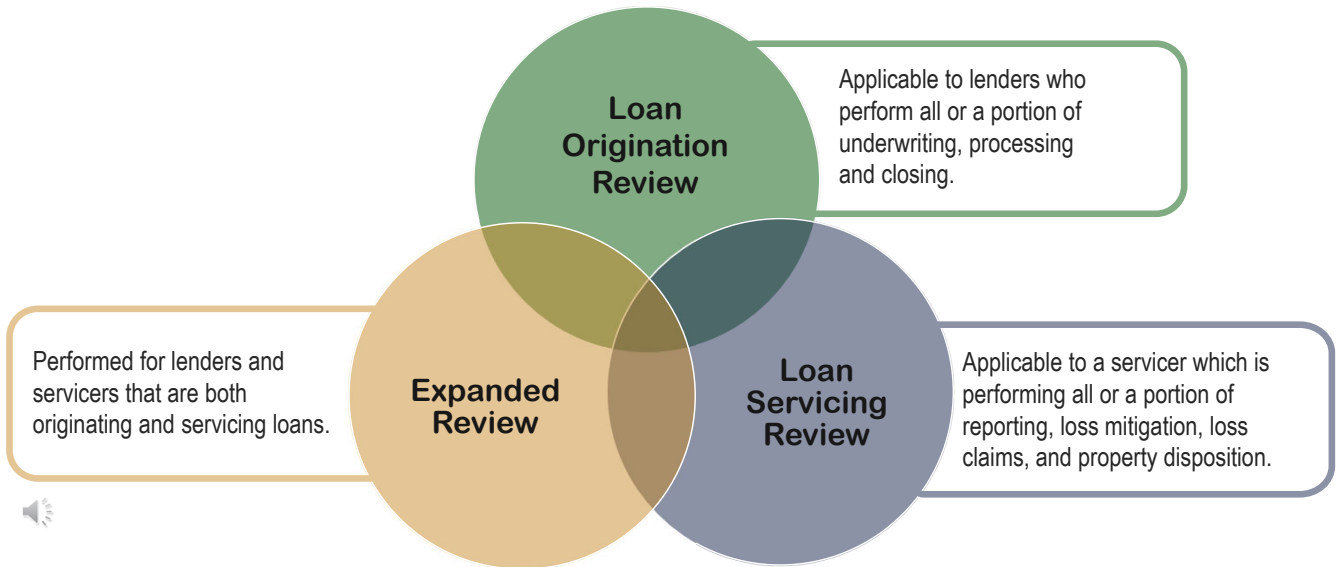 Loan
Origination
Review
Applicable to lenders who
perform all or a portion of
underwriting, processing
and closing.
Performed for lenders and
servicers that are both
originating and servicing loans.
Expanded
Review
Loan
Servicing
Review
Applicable to a servicer which is
performing all or a portion of
reporting, loss mitigation, loss
claims, and property disposition.